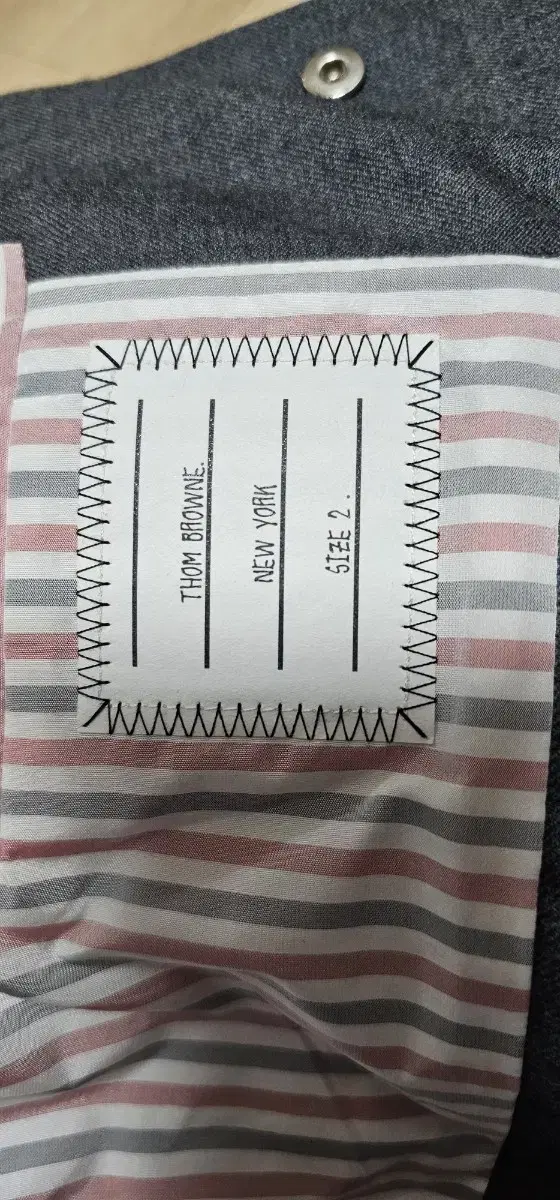 THOM BROWNE.
NEW YORK
SIZE 2.